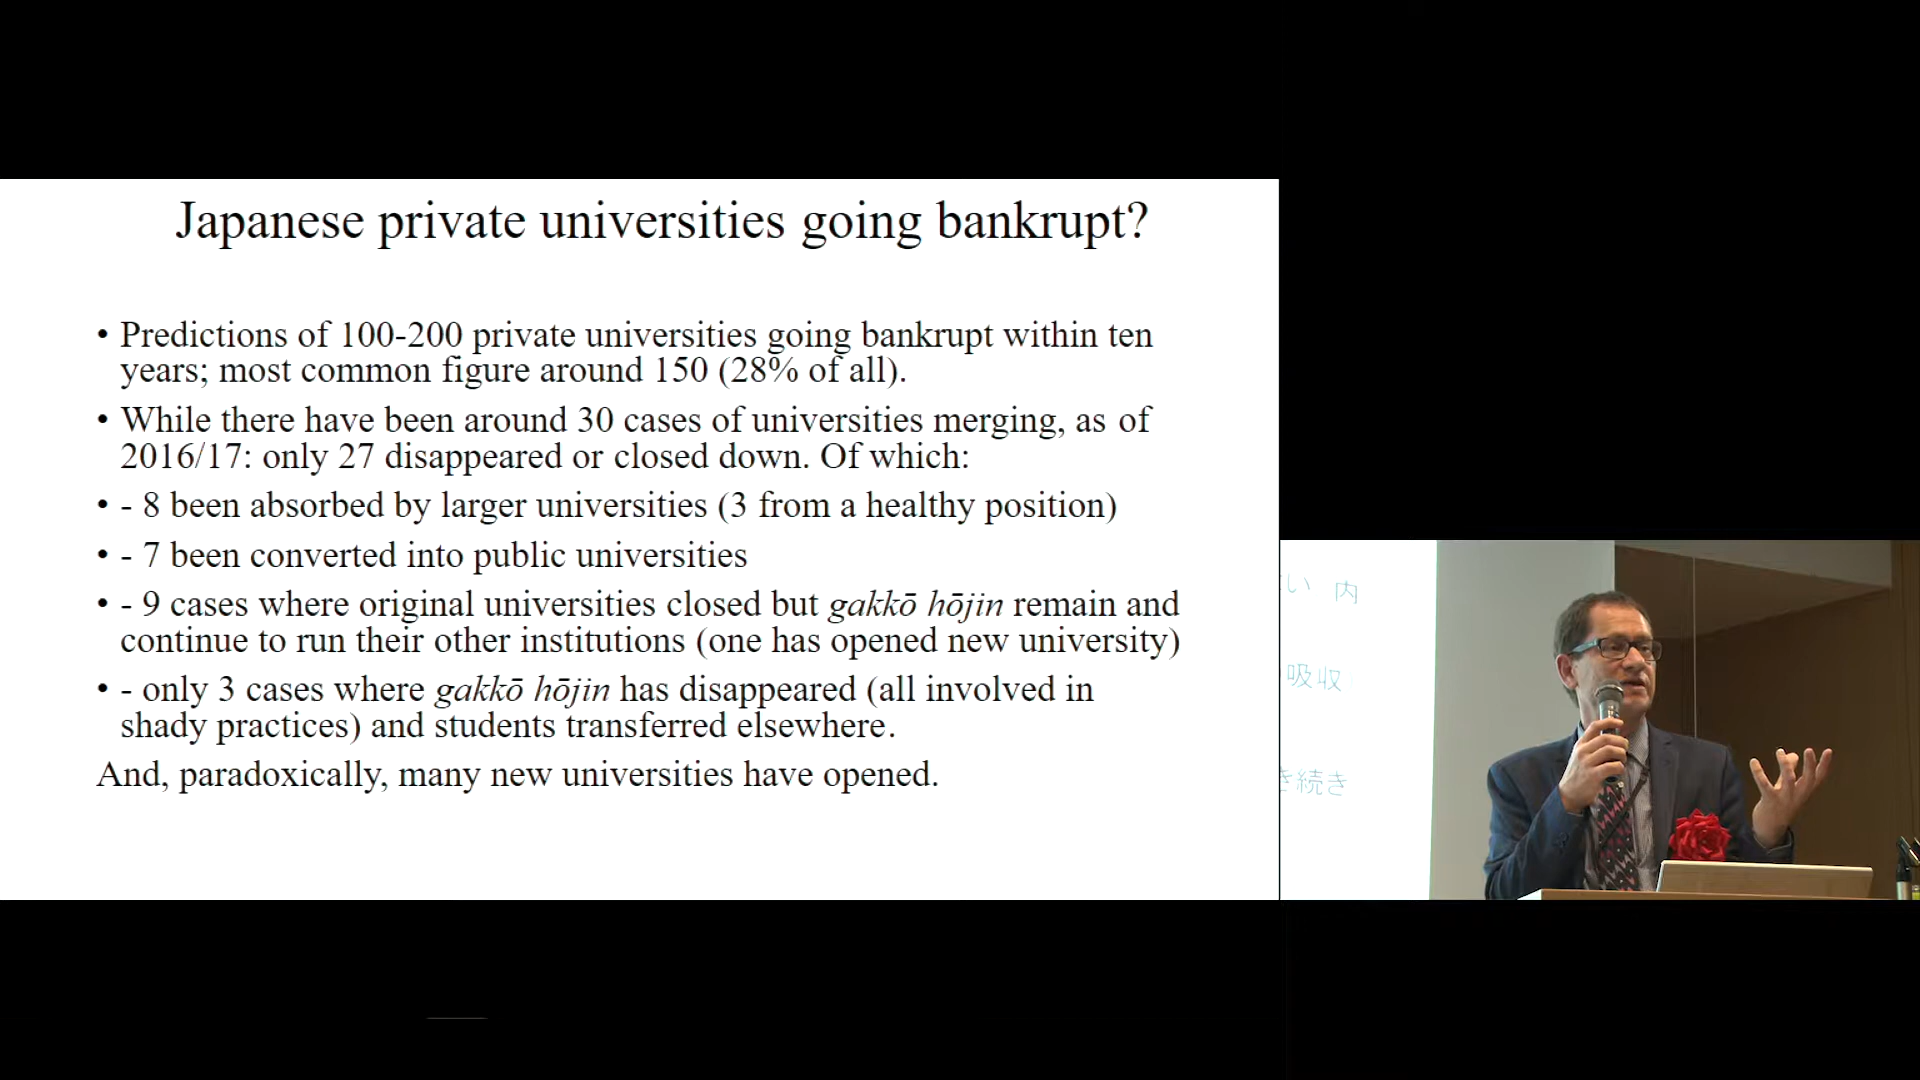 Japanese private universities going bankrupt?
• Predictions of 100-200 private universities going bankrupt within ten
years; most common figure around 150 (28% of all).
• While there have been around 30 cases of universities merging, as of
2016/17: only 27 disappeared or closed down. Of which:
• - 8 been absorbed by larger universities (3 from a healthy position)
• - 7 been converted into public universities
• - 9 cases where original universities closed but gakkō hōjin remain and
continue to run their other institutions (one has opened new university)
• - only 3 cases where gakkō hōjin has disappeared (all involved in
shady practices) and students transferred elsewhere.
And, paradoxically, many new universities have opened.
い 内
吸収
き続き